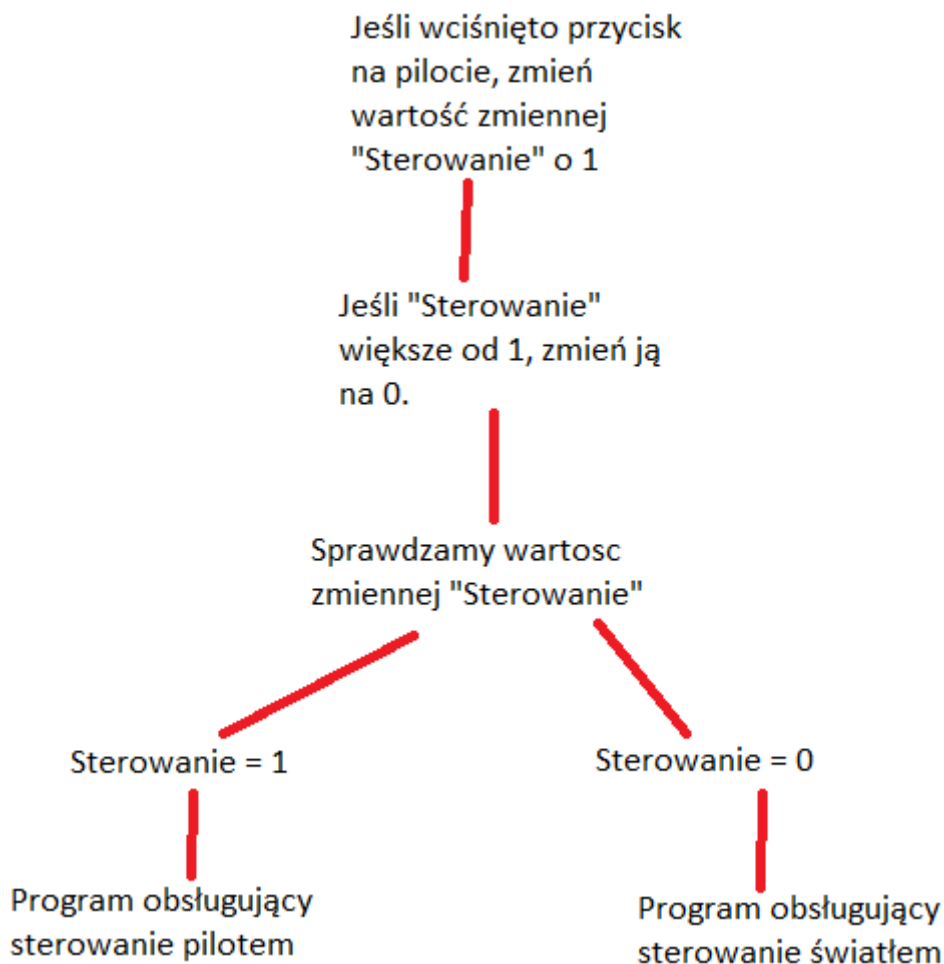 Jeśli wciśnięto przycisk
na pilocie, zmień
wartość zmiennej
"Sterowanie" o 1
Jeśli "Sterowanie"
większe od 1, zmień ją
na 0.
Sprawdzamy wartosc
zmiennej "Sterowanie"
Sterowanie = 1
Sterowanie = 0
Program obsługujący
sterowanie pilotem
Program obsługujący
sterowanie światłem